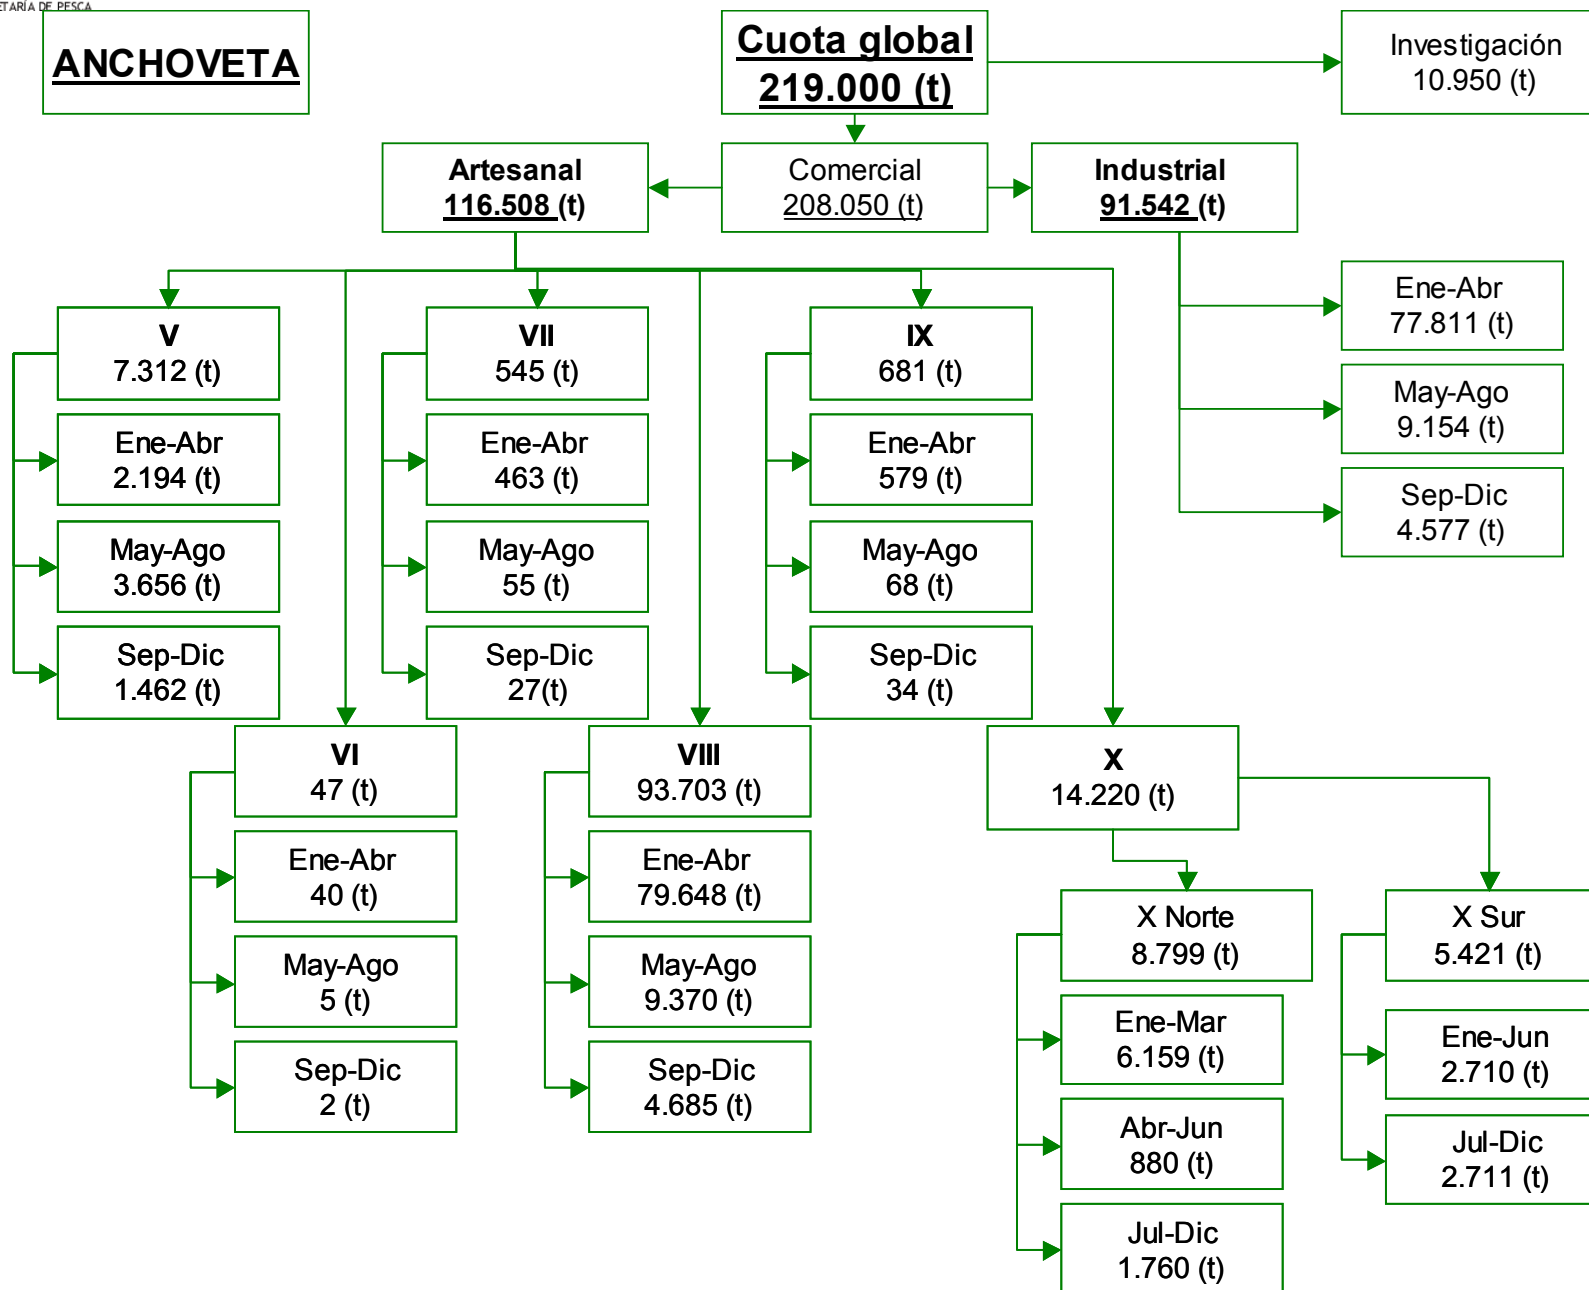 ETARÍA DE PESCA
ANCHOVETA
Cuota global
219.000 (t)
Investigación
10.950 (t)
Artesanal
116.508 (t)
Comercial
208.050 (t)
Industrial
91.542 (t)
Ene-Abr
77.811 (t)
May-Ago
9.154 (t)
Sep-Dic
4.577 (t)
V
7.312 (t)
Ene-Abr
2.194 (t)
May-Ago
3.656 (t)
Sep-Dic
1.462 (t)
VII
545 (t)
Ene-Abr
463 (t)
May-Ago
55 (t)
Sep-Dic
27(t)
IX
681 (t)
Ene-Abr
579 (t)
May-Ago
68 (t)
Sep-Dic
34 (t)
VI
47 (t)
Ene-Abr
40 (t)
May-Ago
5 (t)
Sep-Dic
2 (t)
VIII
93.703 (t)
Ene-Abr
79.648 (t)
May-Ago
9.370 (t)
Sep-Dic
4.685 (t)
X
14.220 (t)
X Norte
8.799 (t)
Ene-Mar
6.159 (t)
Abr-Jun
880 (t)
Jul-Dic
1.760 (t)
X Sur
5.421 (t)
Ene-Jun
2.710 (t)
Jul-Dic
2.711 (t)